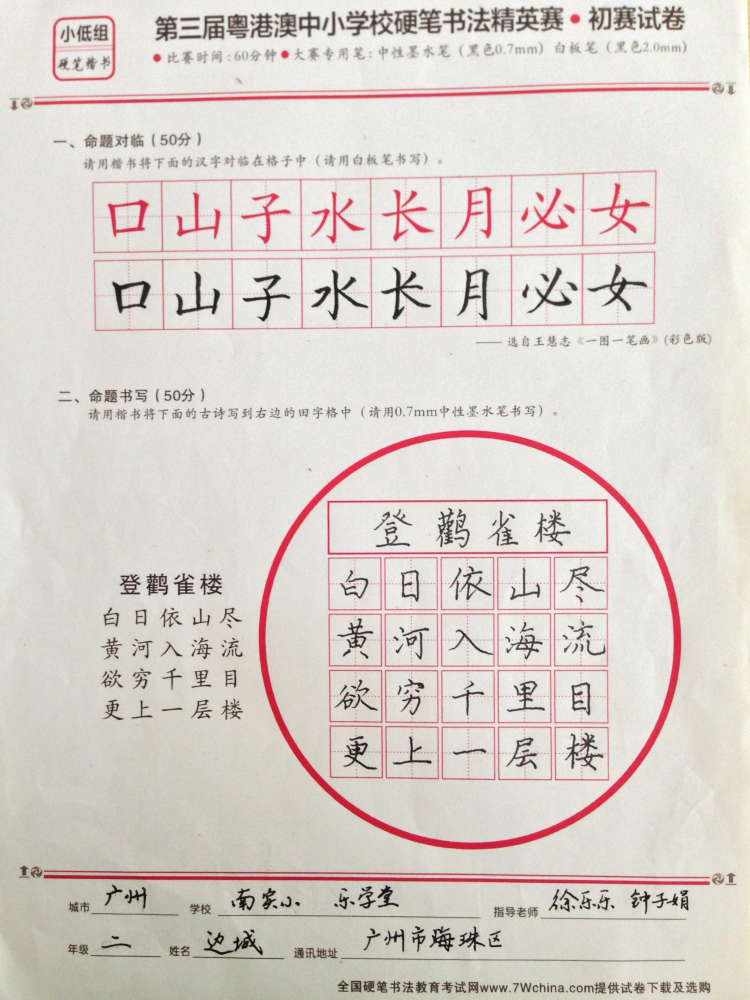 小低组
硬笔楷书
第三届粤港澳中小学校硬笔书法精英赛•初赛试卷
•比赛时间:60分钟•大赛专用笔:中性墨水笔（黑色0.7mm）白板笔（黑色2.0mm）
一、命题对临（50分）
请用楷书将下面的汉字对临在格子中（请用白板笔书写）。
口山子水长月必女
口山子水长月必女
—— 选自王慧志《一图一笔画》(彩色版)
二、命题书写（50分）
请用楷书将下面的古诗写到右边的田字格中（请用0.7mm中性墨水笔书写）。
登鹳雀楼
白日依山尽
黄河入海流
欲穷千里目
更上一层楼
登鹳雀楼
白日依山尽
黄河入海流
欲穷千里目
更上一层楼
城市 广州 学校 南实小 乐学堂 指导老师 徐乐乐 钟子娟
年级 二 姓名 边城 通讯地址 广州市海珠区
全国硬笔书法教育考试网www.7Wchina.com提供试卷下载及选购